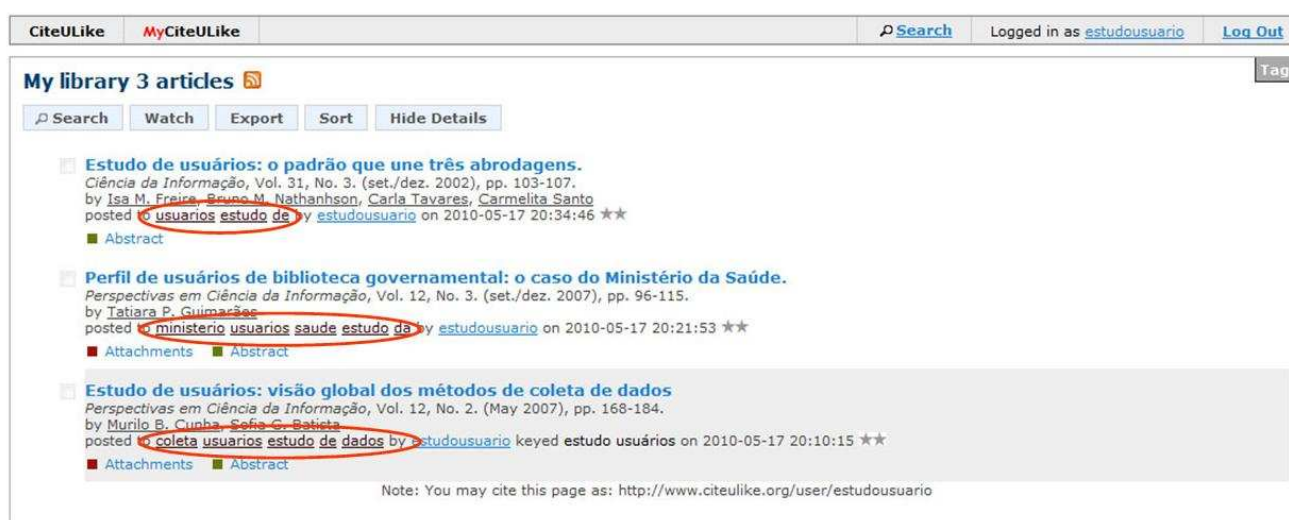 CiteULike MyCiteULike Search Logged in as estudousuario Log Out
Tag
My library 3 articles
Search Watch Export Sort Hide Details
Estudo de usuários: o padrão que une três abrodagens.
Ciência da Informação, Vol. 31, No. 3. (set./dez. 2002), pp. 103-107.
by Isa M. Freire, Bruno M. Nathanhson, Carla Tavares, Carmelita Santo
posted to usuarios estudo de by estudousuario on 2010-05-17 20:34:46 ★★
Abstract
Perfil de usuários de biblioteca governamental: o caso do Ministério da Saúde.
Perspectivas em Ciência da Informação, Vol. 12, No. 3. (set./dez. 2007), pp. 96-115.
by Tatiara P. Guimarães
posted to ministerio usuarios saude estudo da by estudousuario on 2010-05-17 20:21:53 ★★
Attachments Abstract
Estudo de usuários: visão global dos métodos de coleta de dados
Perspectivas em Ciência da Informação, Vol. 12, No. 2. (May 2007), pp. 168-184.
by Murilo B. Cunha, Sofia G. Batista
posted to coleta usuarios estudo de dados by estudousuario keyed estudo usuários on 2010-05-17 20:10:15 ★★
Attachments Abstract
Note: You may cite this page as: http://www.citeulike.org/user/estudousuario